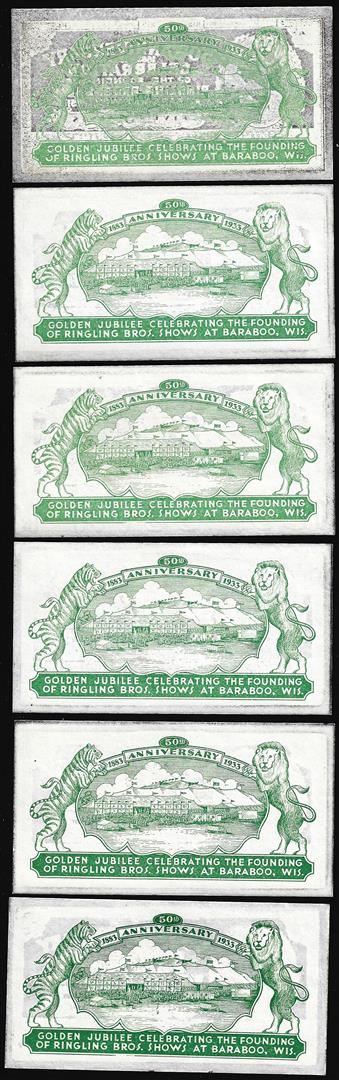 50TH
1883 ANNIVERSARY 1933
GOLDEN JUBILEE CELEBRATING THE FOUNDING
OF RINGLING BROS. SHOWS AT BARABOO, WIS.
50TH
1883 ANNIVERSARY 1933
GOLDEN JUBILEE CELEBRATING THE FOUNDING
OF RINGLING BROS. SHOWS AT BARABOO, WIS.
50TH
1883 ANNIVERSARY 1933
GOLDEN JUBILEE CELEBRATING THE FOUNDING
OF RINGLING BROS. SHOWS AT BARABOO, WIS.
50TH
1883 ANNIVERSARY 1933
GOLDEN JUBILEE CELEBRATING THE FOUNDING
OF RINGLING BROS. SHOWS AT BARABOO, WIS.
50TH
1883 ANNIVERSARY 1933
GOLDEN JUBILEE CELEBRATING THE FOUNDING
OF RINGLING BROS. SHOWS AT BARABOO, WIS.
50TH
1883 ANNIVERSARY 1933
GOLDEN JUBILEE CELEBRATING THE FOUNDING
OF RINGLING BROS. SHOWS AT BARABOO, WIS.